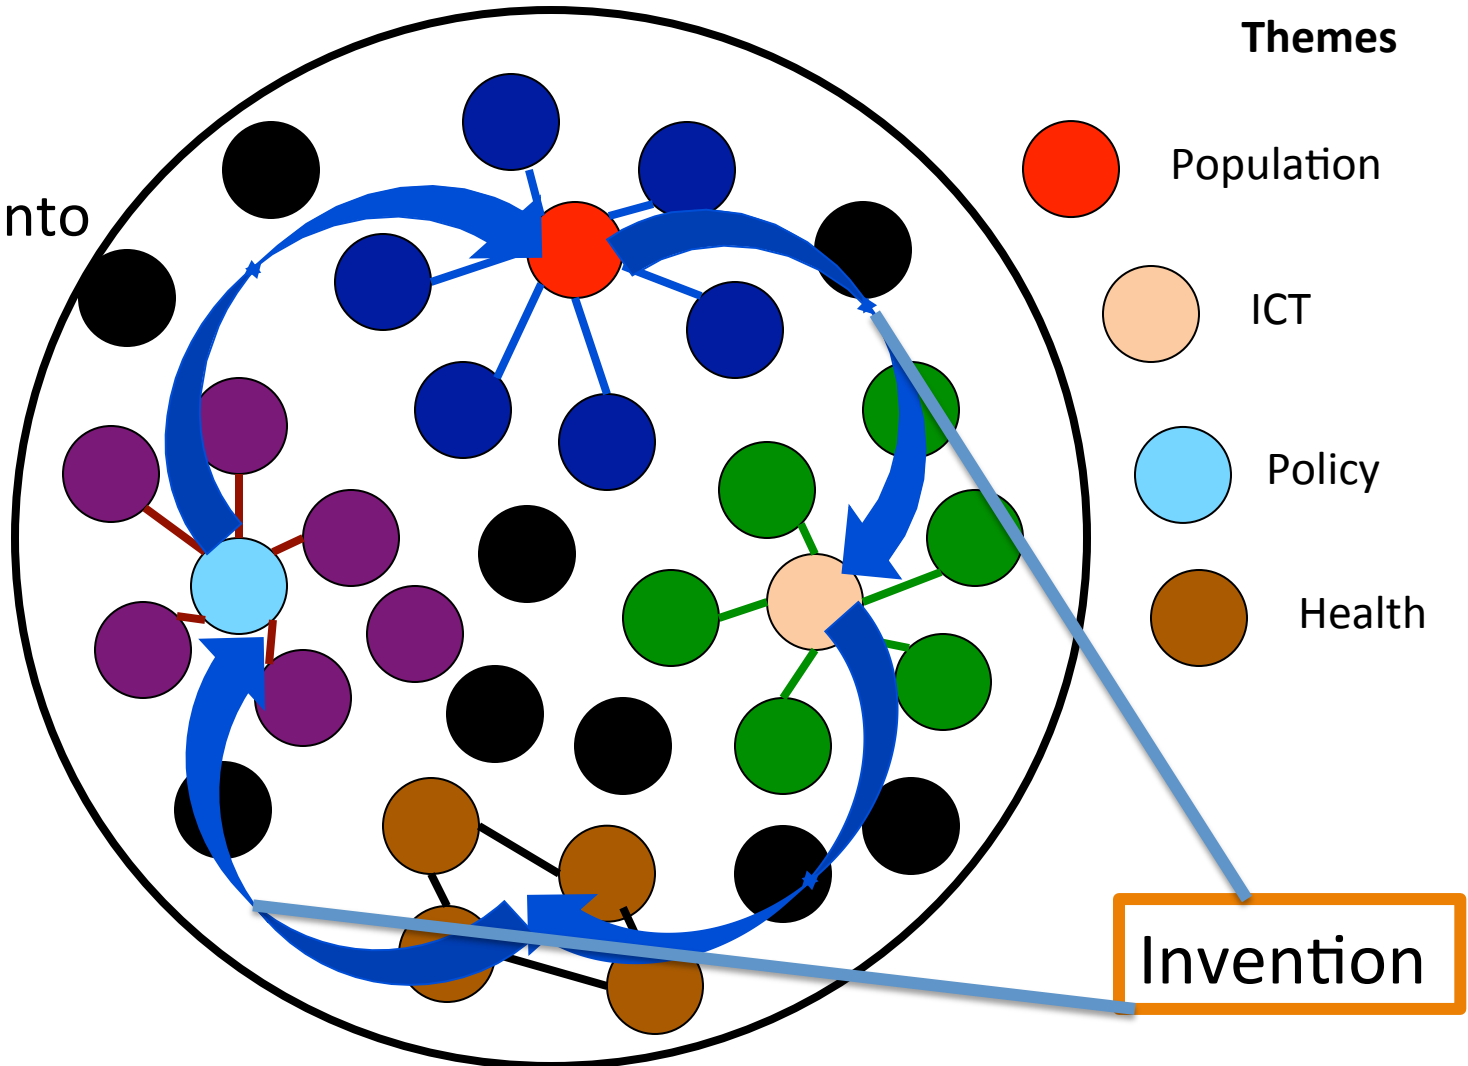 Themes
Population
nto
ICT
Policy
Health
Invention